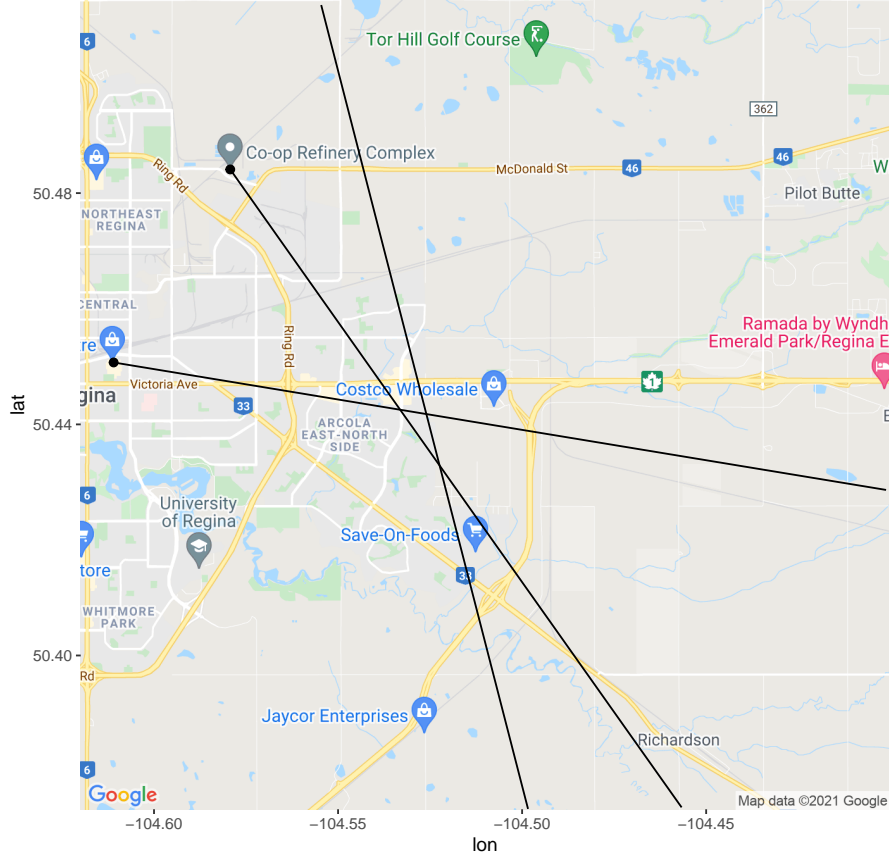 6
Tor Hill Golf Course
362
Co-op Refinery Complex
Ring Rd
McDonald St
46
46
W
50.48
Pilot Butte
NORTHEAST
REGINA
CENTRAL
Ramada by Wyndh
Emerald Park/Regina E
re
Ring Rd
1
Victoria Ave
Costco Wholesale
gina
33
E
lat
50.44
ARCOLA
EAST-NORTH
SIDE
6
University
of Regina
Save-On-Foods
tore
33
WHITMORE
PARK
50.40
Rd
Jaycor Enterprises
Richardson
6
Google
Map data ©2021 Google
−104.60
−104.55
−104.50
−104.45
lon